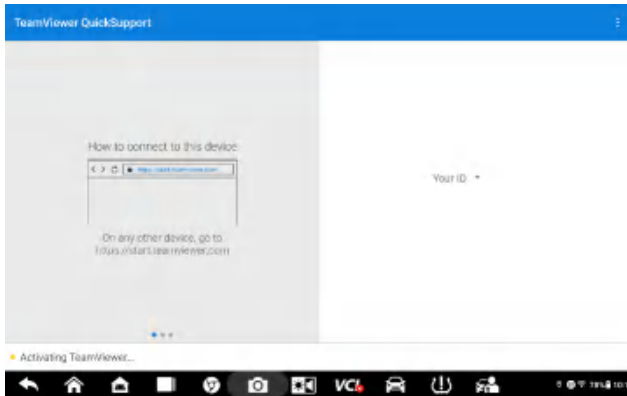 TeamViewer QuickSupport
How to connect to this device
On any other device, go to
https://start.teamviewer.com
Your ID
Activating TeamViewer...
VCI